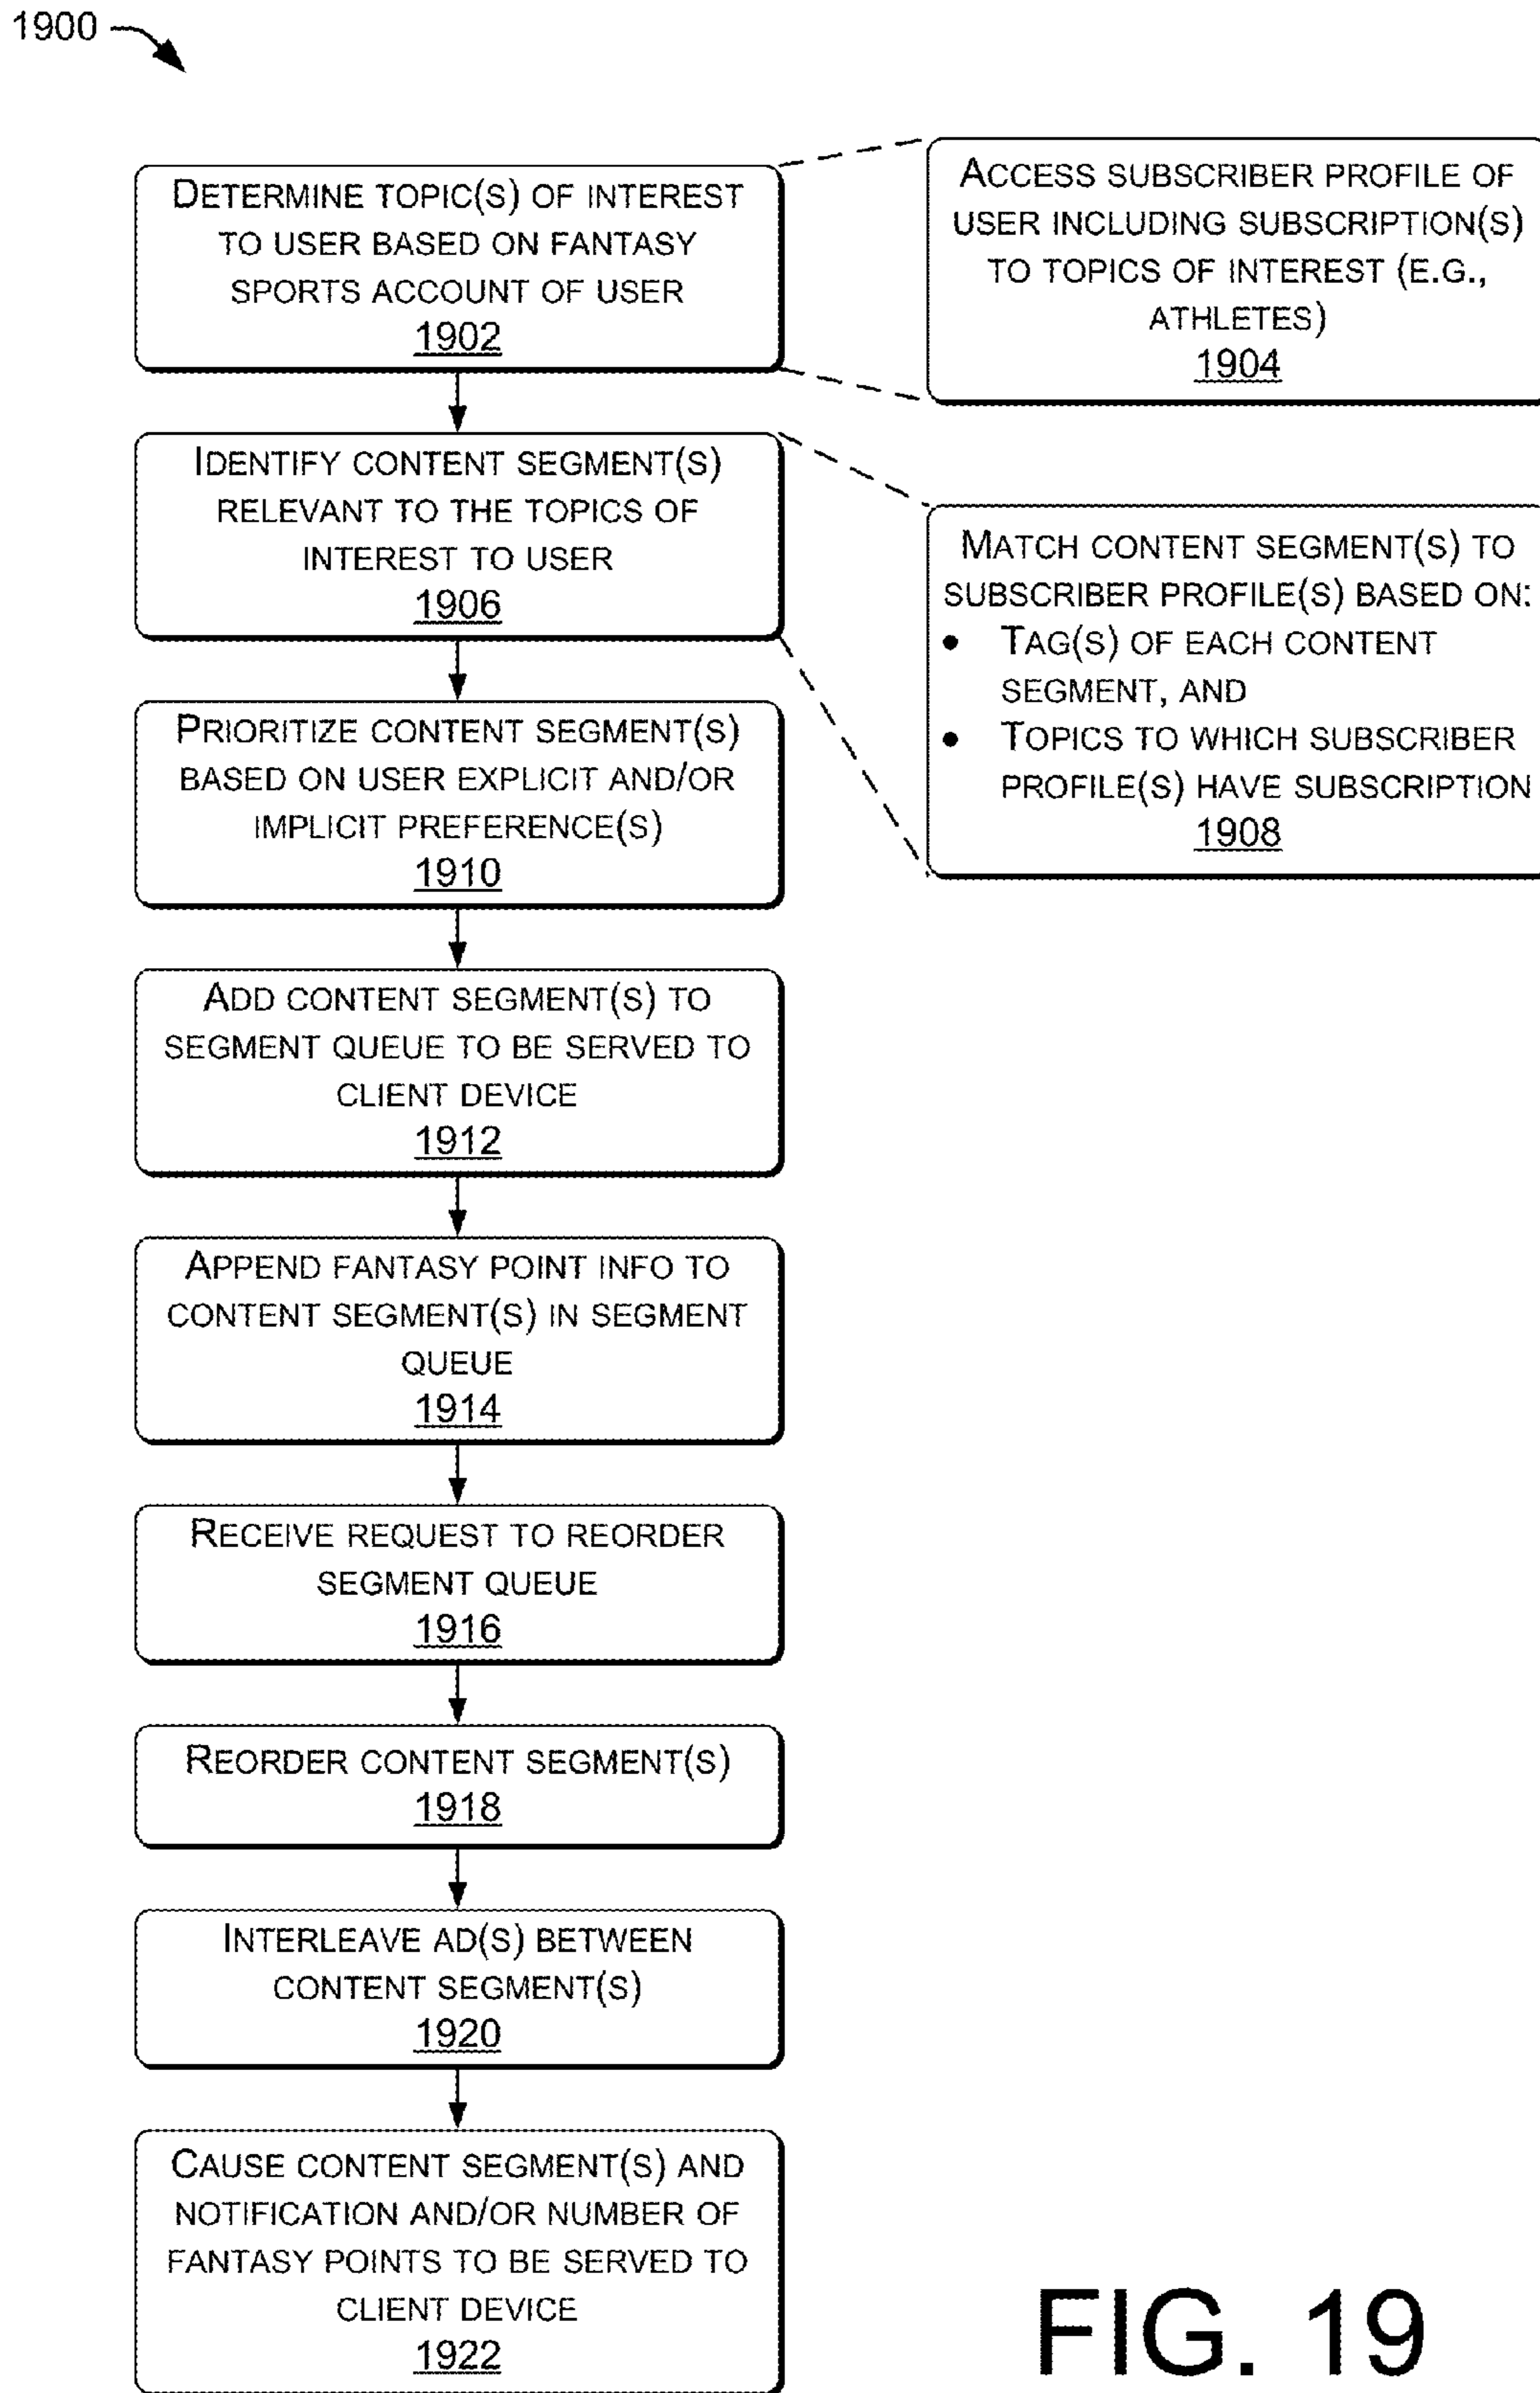 1900
DETERMINE TOPIC(S) OF INTEREST
TO USER BASED ON FANTASY
SPORTS ACCOUNT OF USER
1902
ACCESS SUBSCRIBER PROFILE OF
USER INCLUDING SUBSCRIPTION(S)
TO TOPICS OF INTEREST (E.G.,
ATHLETES)
1904
IDENTIFY CONTENT SEGMENT(S)
RELEVANT TO THE TOPICS OF
INTEREST TO USER
1906
MATCH CONTENT SEGMENT(S) TO
SUBSCRIBER PROFILE(S) BASED ON:
• TAG(S) OF EACH CONTENT
SEGMENT, AND
• TOPICS TO WHICH SUBSCRIBER
PROFILE(S) HAVE SUBSCRIPTION
1908
PRIORITIZE CONTENT SEGMENT(S)
BASED ON USER EXPLICIT AND/OR
IMPLICIT PREFERENCE(S)
1910
ADD CONTENT SEGMENT(S) TO
SEGMENT QUEUE TO BE SERVED TO
CLIENT DEVICE
1912
APPEND FANTASY POINT INFO TO
CONTENT SEGMENT(S) IN SEGMENT
QUEUE
1914
RECEIVE REQUEST TO REORDER
SEGMENT QUEUE
1916
REORDER CONTENT SEGMENT(S)
1918
INTERLEAVE AD(S) BETWEEN
CONTENT SEGMENT(S)
1920
CAUSE CONTENT SEGMENT(S) AND
NOTIFICATION AND/OR NUMBER OF
FANTASY POINTS TO BE SERVED TO
CLIENT DEVICE
1922
FIG. 19